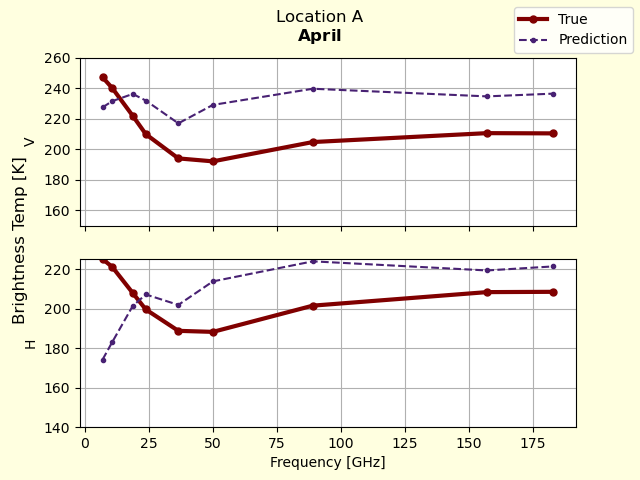 Location A
April
True
Prediction
Brightness Temp [K]
V
260
240
220
200
180
160
H
220
200
180
160
140
0 25 50 75 100 125 150 175
Frequency [GHz]